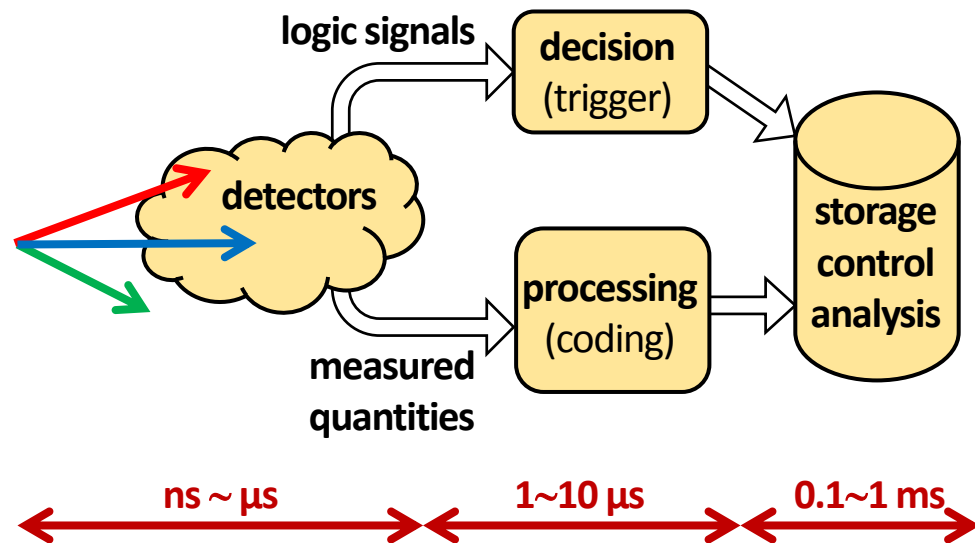 logic signals
decision
(trigger)
detectors
storage
control
analysis
processing
(coding)
measured
quantities
ns ~ μs
1~10 μs
0.1~1 ms